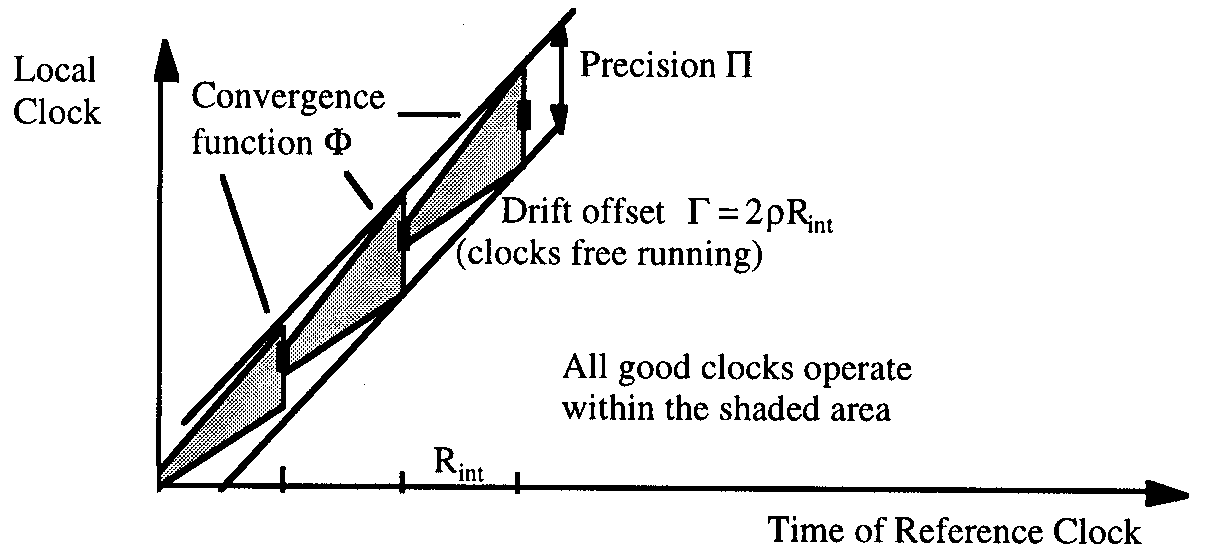 Local
Clock
Convergence
function Φ
Precision Π
Drift offset Γ = 2ρR_int
(clocks free running)
All good clocks operate
within the shaded area
R_int
Time of Reference Clock